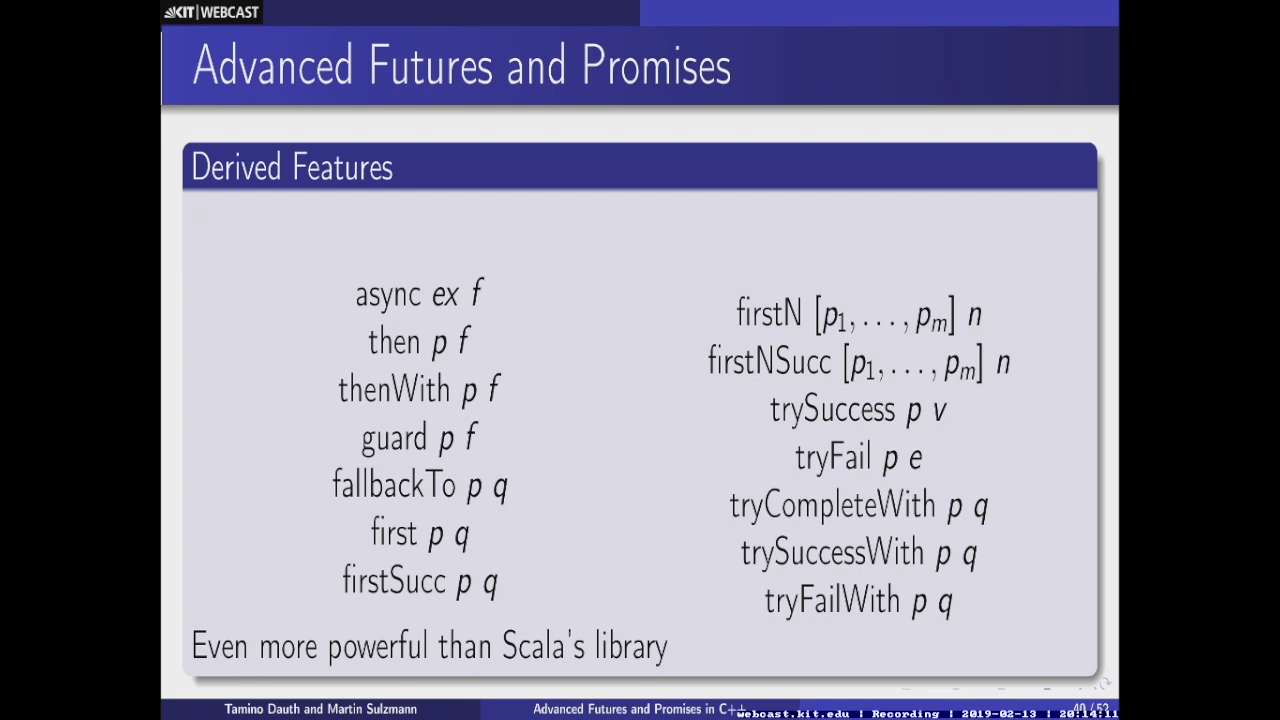 KIT | WEBCAST
Advanced Futures and Promises
Derived Features
async ex f
then p f
thenWith p f
guard p f
fallbackTo p q
first p q
firstSucc p q
firstN [p₁, . . . , pₘ] n
firstNSucc [p₁, . . . , pₘ] n
trySuccess p v
tryFail p e
tryCompleteWith p q
trySuccessWith p q
tryFailWith p q
Even more powerful than Scala's library
Tamino Dauth and Martin Sulzmann
Advanced Futures and Promises in C++
40 / 52
webcast.kit.edu | Recording | 2019-02-13 | 20:14:11